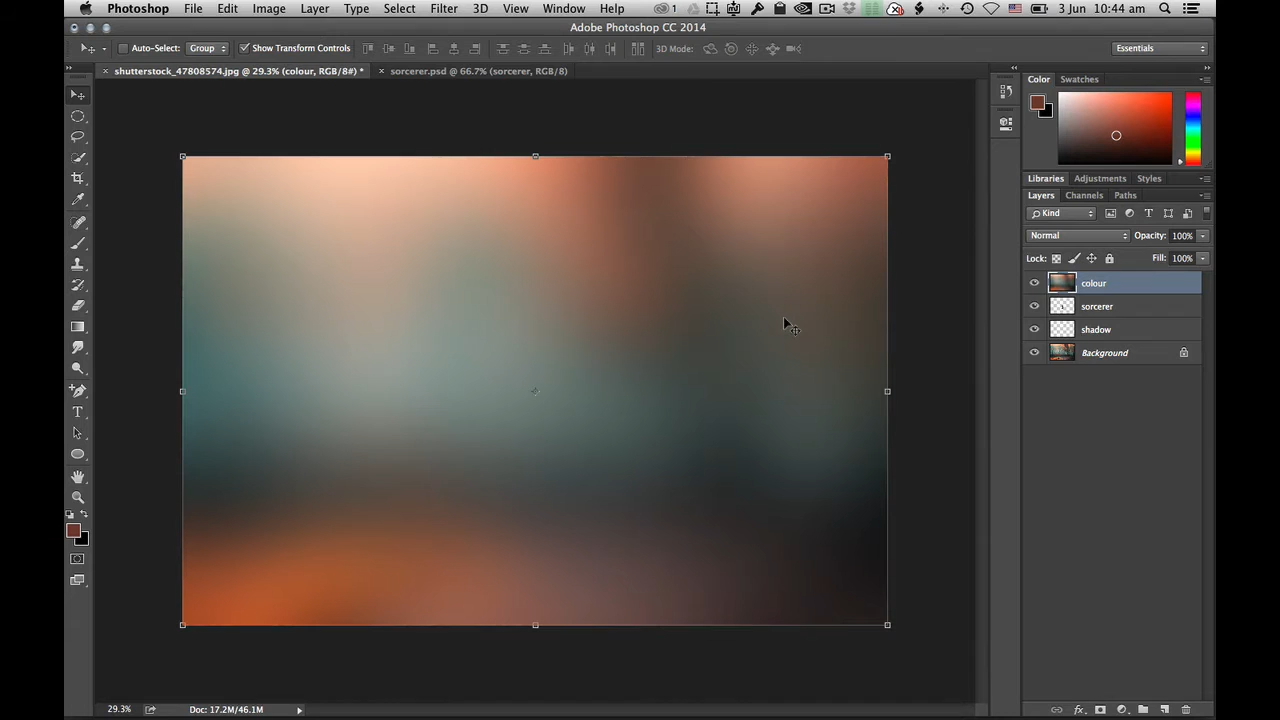 Photoshop File Edit Image Layer Type Select Filter 3D View Window Help 1 3 Jun 10:44 am
Adobe Photoshop CC 2014
Auto-Select: Group Show Transform Controls 3D Mode: Essentials
× shutterstock_47808574.jpg @ 29.3% (colour, RGB/8#) * × sorcerer.psd @ 66.7% (sorcerer, RGB/8)
Color Swatches
Libraries Adjustments Styles
Layers Channels Paths
Kind
Normal Opacity: 100%
Lock: Fill: 100%
colour
sorcerer
shadow
Background
29.3% Doc: 17.2M/46.1M